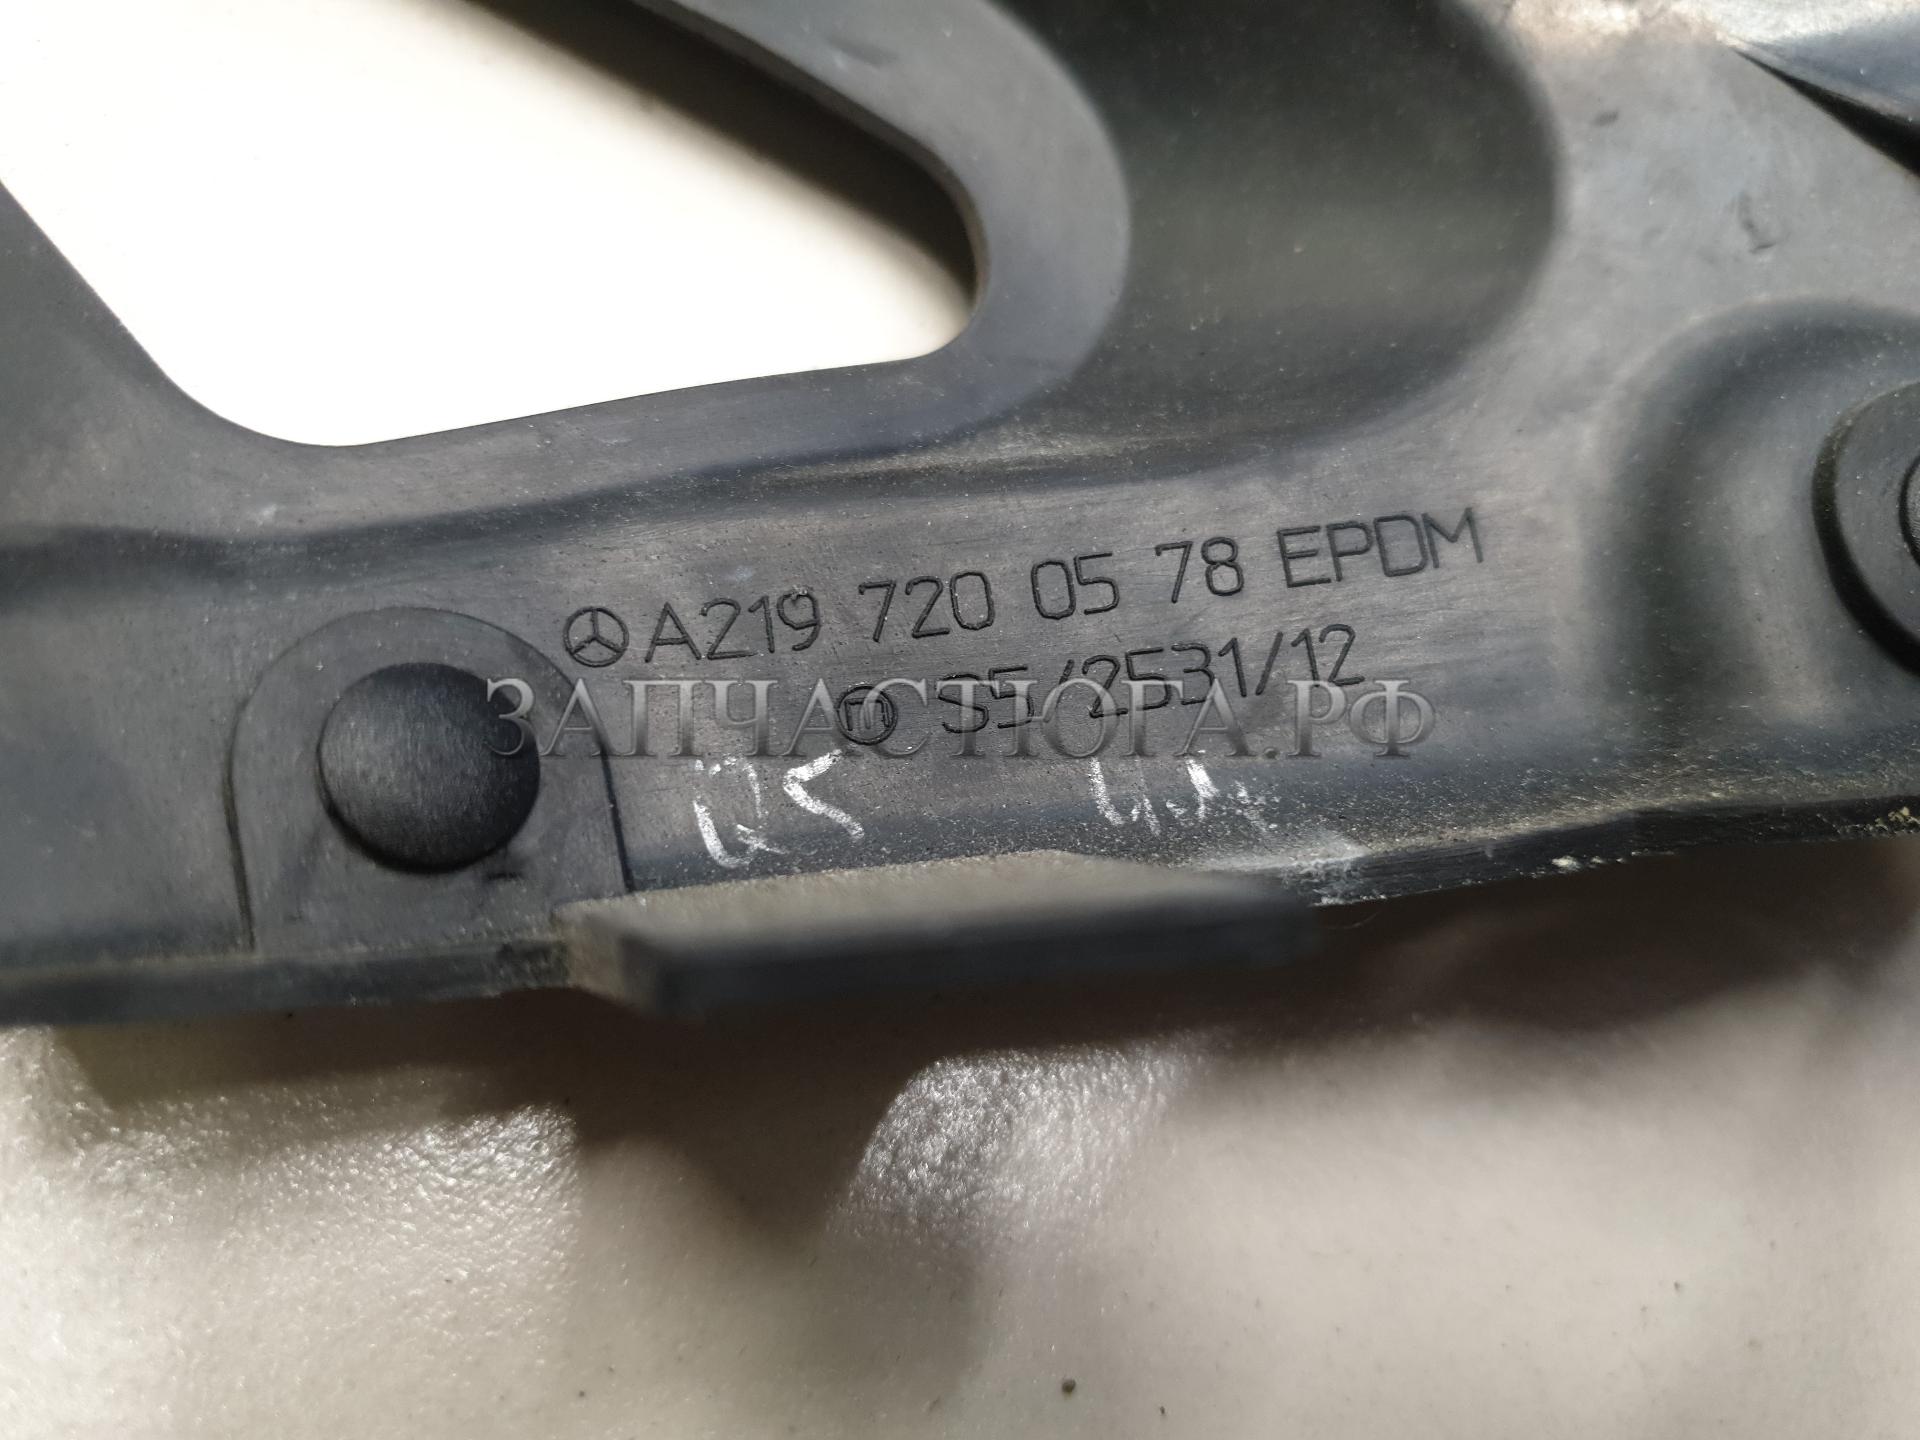 A219 720 05 78 EPDM
m 35/2531/12
ЗАПЧАСТЮГА.РФ